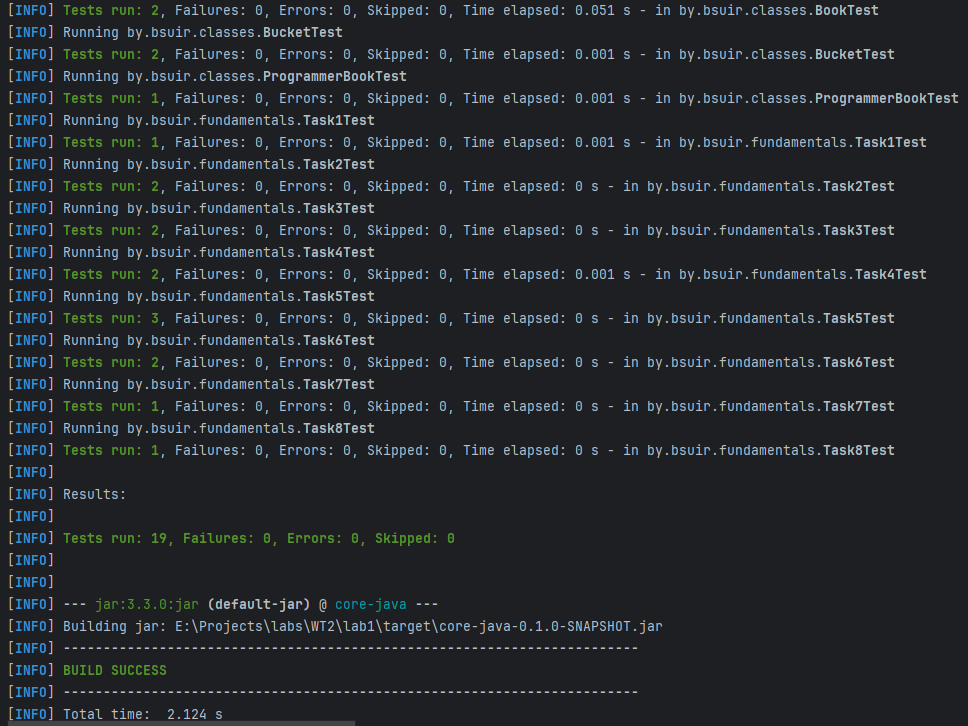 [INFO] Tests run: 2, Failures: 0, Errors: 0, Skipped: 0, Time elapsed: 0.051 s - in by.bsuir.classes.BookTest
[INFO] Running by.bsuir.classes.BucketTest
[INFO] Tests run: 2, Failures: 0, Errors: 0, Skipped: 0, Time elapsed: 0.001 s - in by.bsuir.classes.BucketTest
[INFO] Running by.bsuir.classes.ProgrammerBookTest
[INFO] Tests run: 1, Failures: 0, Errors: 0, Skipped: 0, Time elapsed: 0.001 s - in by.bsuir.classes.ProgrammerBookTest
[INFO] Running by.bsuir.fundamentals.Task1Test
[INFO] Tests run: 1, Failures: 0, Errors: 0, Skipped: 0, Time elapsed: 0.001 s - in by.bsuir.fundamentals.Task1Test
[INFO] Running by.bsuir.fundamentals.Task2Test
[INFO] Tests run: 2, Failures: 0, Errors: 0, Skipped: 0, Time elapsed: 0 s - in by.bsuir.fundamentals.Task2Test
[INFO] Running by.bsuir.fundamentals.Task3Test
[INFO] Tests run: 2, Failures: 0, Errors: 0, Skipped: 0, Time elapsed: 0 s - in by.bsuir.fundamentals.Task3Test
[INFO] Running by.bsuir.fundamentals.Task4Test
[INFO] Tests run: 2, Failures: 0, Errors: 0, Skipped: 0, Time elapsed: 0.001 s - in by.bsuir.fundamentals.Task4Test
[INFO] Running by.bsuir.fundamentals.Task5Test
[INFO] Tests run: 3, Failures: 0, Errors: 0, Skipped: 0, Time elapsed: 0 s - in by.bsuir.fundamentals.Task5Test
[INFO] Running by.bsuir.fundamentals.Task6Test
[INFO] Tests run: 2, Failures: 0, Errors: 0, Skipped: 0, Time elapsed: 0 s - in by.bsuir.fundamentals.Task6Test
[INFO] Running by.bsuir.fundamentals.Task7Test
[INFO] Tests run: 1, Failures: 0, Errors: 0, Skipped: 0, Time elapsed: 0 s - in by.bsuir.fundamentals.Task7Test
[INFO] Running by.bsuir.fundamentals.Task8Test
[INFO] Tests run: 1, Failures: 0, Errors: 0, Skipped: 0, Time elapsed: 0 s - in by.bsuir.fundamentals.Task8Test
[INFO]
[INFO] Results:
[INFO]
[INFO] Tests run: 19, Failures: 0, Errors: 0, Skipped: 0
[INFO]
[INFO]
[INFO] --- jar:3.3.0:jar (default-jar) @ core-java ---
[INFO] Building jar: E:\Projects\labs\WT2\lab1\target\core-java-0.1.0-SNAPSHOT.jar
[INFO] ------------------------------------------------------------------------
[INFO] BUILD SUCCESS
[INFO] ------------------------------------------------------------------------
[INFO] Total time:  2.124 s